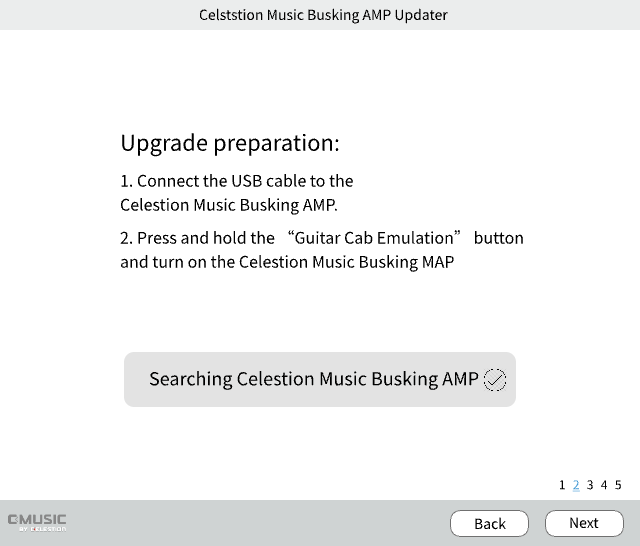 Celststion Music Busking AMP Updater
Upgrade preparation:
1. Connect the USB cable to the
Celestion Music Busking AMP.
2. Press and hold the “Guitar Cab Emulation” button
and turn on the Celestion Music Busking MAP
Searching Celestion Music Busking AMP
1 2 3 4 5
C·MUSIC
BY CELESTION
Back Next